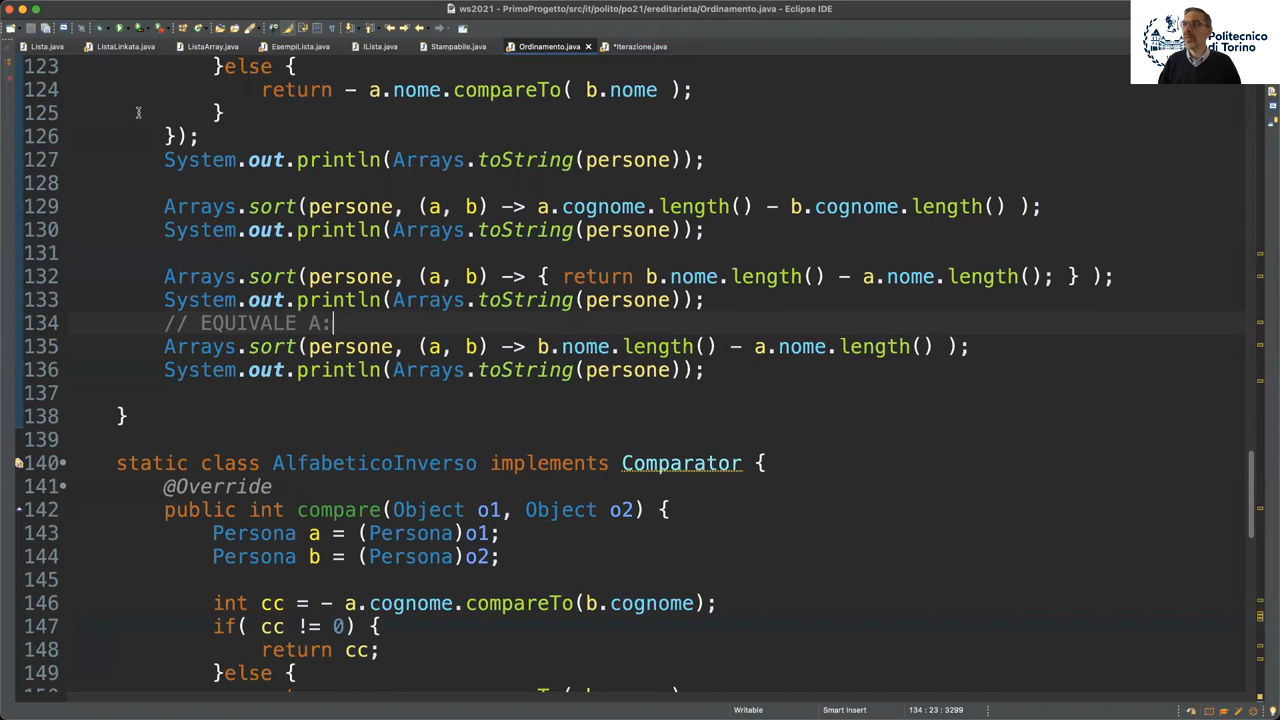 ws2021 - PrimoProgetto/src/it/polito/po21/ereditarieta/Ordinamento.java - Eclipse IDE
Lista.java ListaLinkata.java ListaArray.java EsempiLista.java IListа.java Stampabile.java Ordinamento.java *Iterazione.java
Politecnico
di Torino
123 }else {
124 return - a.nome.compareTo( b.nome );
125 }
126 });
127 System.out.println(Arrays.toString(persone));
128
129 Arrays.sort(persone, (a, b) -> a.cognome.length() - b.cognome.length() );
130 System.out.println(Arrays.toString(persone));
131
132 Arrays.sort(persone, (a, b) -> { return b.nome.length() - a.nome.length(); } );
133 System.out.println(Arrays.toString(persone));
134 // EQUIVALE A:
135 Arrays.sort(persone, (a, b) -> b.nome.length() - a.nome.length() );
136 System.out.println(Arrays.toString(persone));
137
138 }
139
140 static class AlfabeticoInverso implements Comparator {
141 @Override
142 public int compare(Object o1, Object o2) {
143 Persona a = (Persona)o1;
144 Persona b = (Persona)o2;
145
146 int cc = - a.cognome.compareTo(b.cognome);
147 if( cc != 0) {
148 return cc;
149 }else {
Writable Smart Insert 134 : 23 : 3299